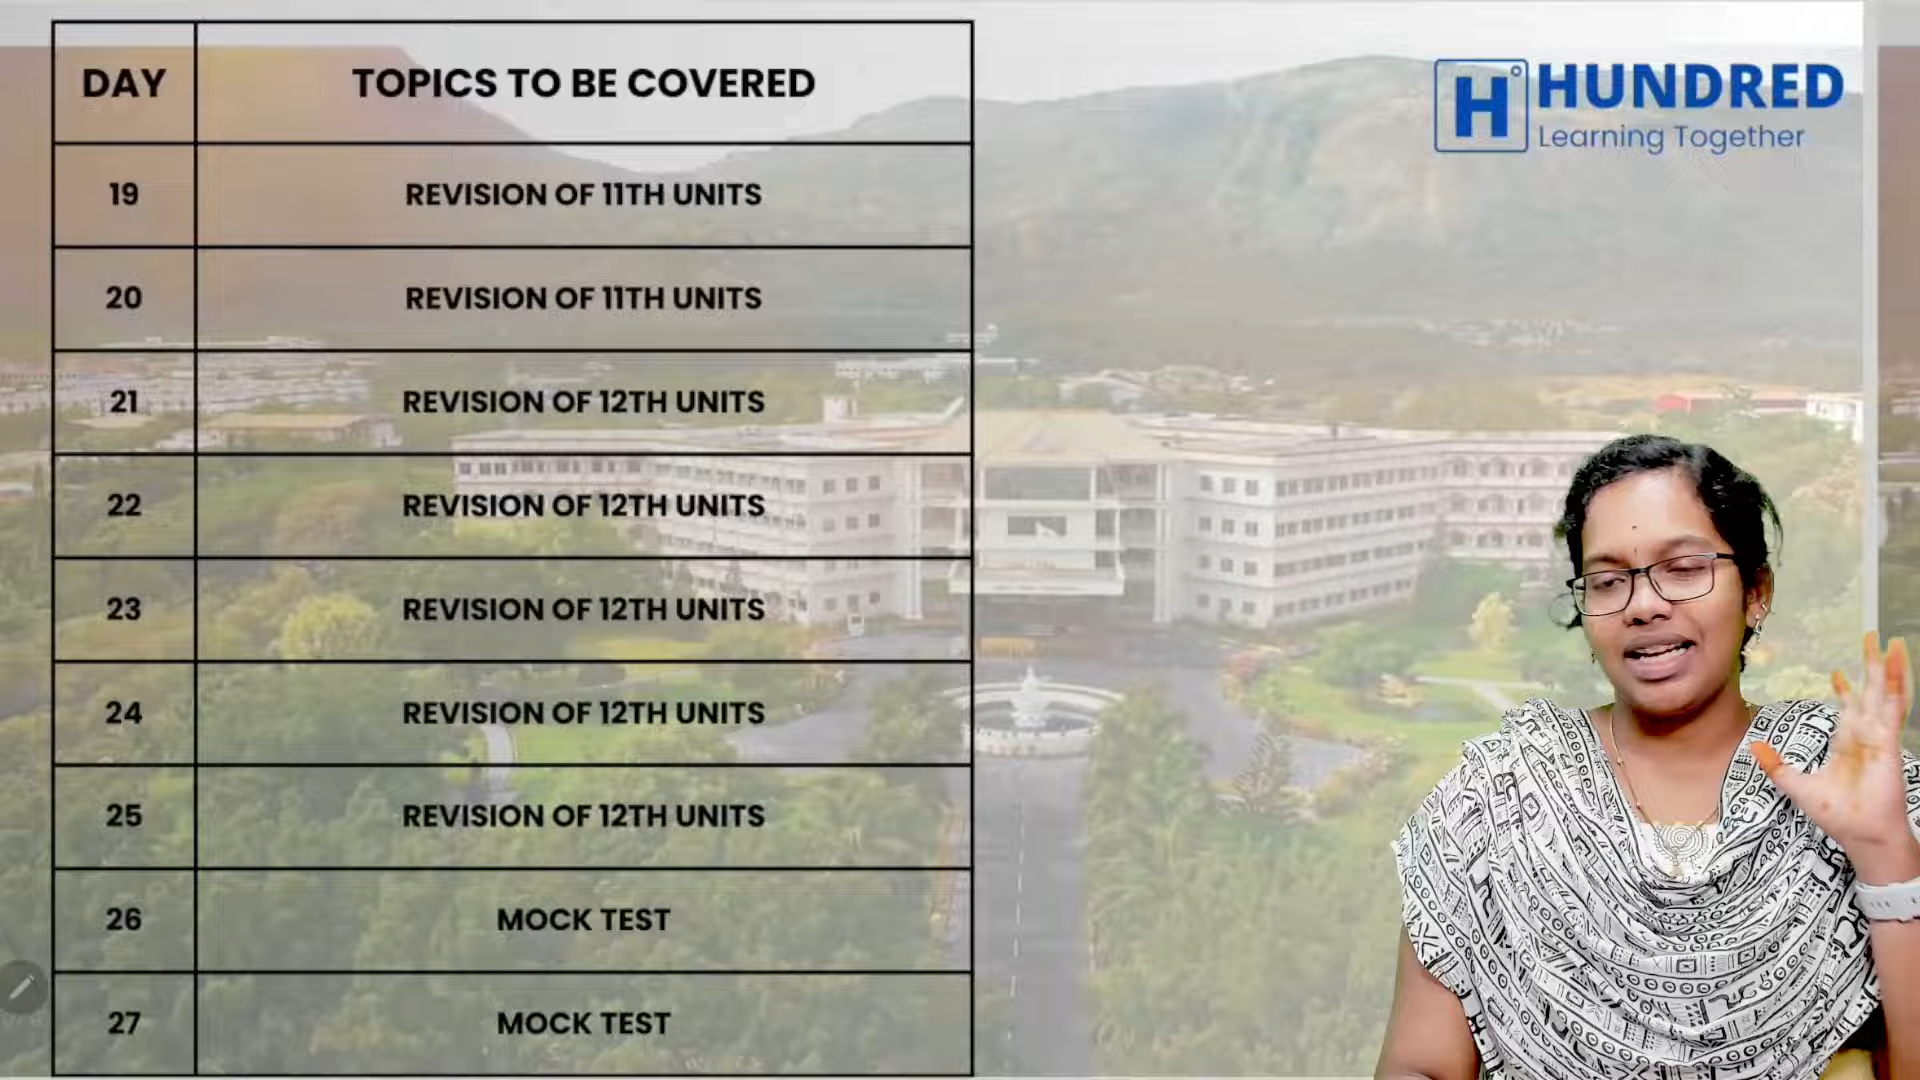 DAY TOPICS TO BE COVERED
19 REVISION OF 11TH UNITS
20 REVISION OF 11TH UNITS
21 REVISION OF 12TH UNITS
22 REVISION OF 12TH UNITS
23 REVISION OF 12TH UNITS
24 REVISION OF 12TH UNITS
25 REVISION OF 12TH UNITS
26 MOCK TEST
27 MOCK TEST
H° HUNDRED
Learning Together